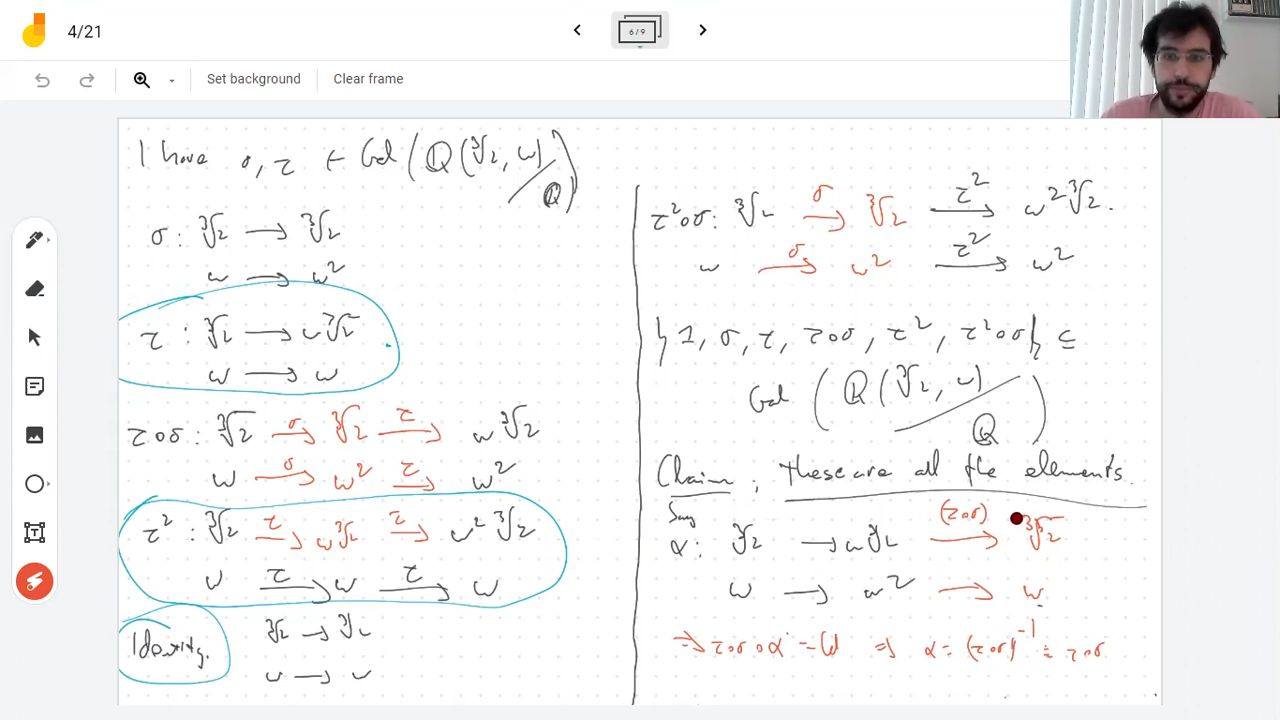 4/21
6/9
Set background
Clear frame
I have σ, τ ∈ Gal(ℚ(∛2, ω)/ℚ)
σ: ∛2 → ∛2
ω → ω²
τ: ∛2 → ω∛2
ω → ω
τ∘σ: ∛2 –σ→ ∛2 –τ→ ω∛2
ω –σ→ ω² –τ→ ω²
τ²: ∛2 –τ→ ω∛2 –τ→ ω²∛2
ω –τ→ ω –τ→ ω
Identity. ∛2 → ∛2
ω → ω
τ²∘σ: ∛2 –σ→ ∛2 –τ²→ ω²∛2.
ω –σ→ ω² –τ²→ ω²
{1, σ, τ, τ∘σ, τ², τ²∘σ} ⊆
Gal(ℚ(∛2, ω)/ℚ)
Claim; these are all the elements.
Say
α: ∛2 → ω∛2 –(τ∘σ)→ ∛2
ω → ω² → ω
⇒ τ∘σ∘α = Id ⇒ α = (τ∘σ)⁻¹ = τ∘σ